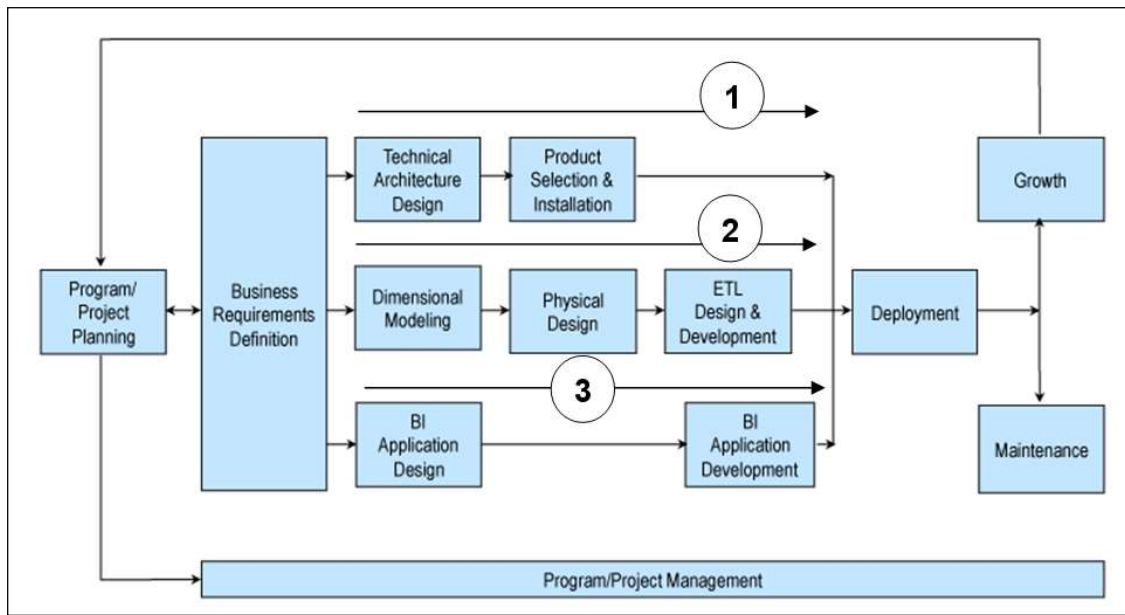 1
Technical
Architecture
Design
Product
Selection &
Installation
Growth
2
Program/
Project
Planning
Business
Requirements
Definition
Dimensional
Modeling
Physical
Design
ETL
Design &
Development
Deployment
3
BI
Application
Design
BI
Application
Development
Maintenance
Program/Project Management